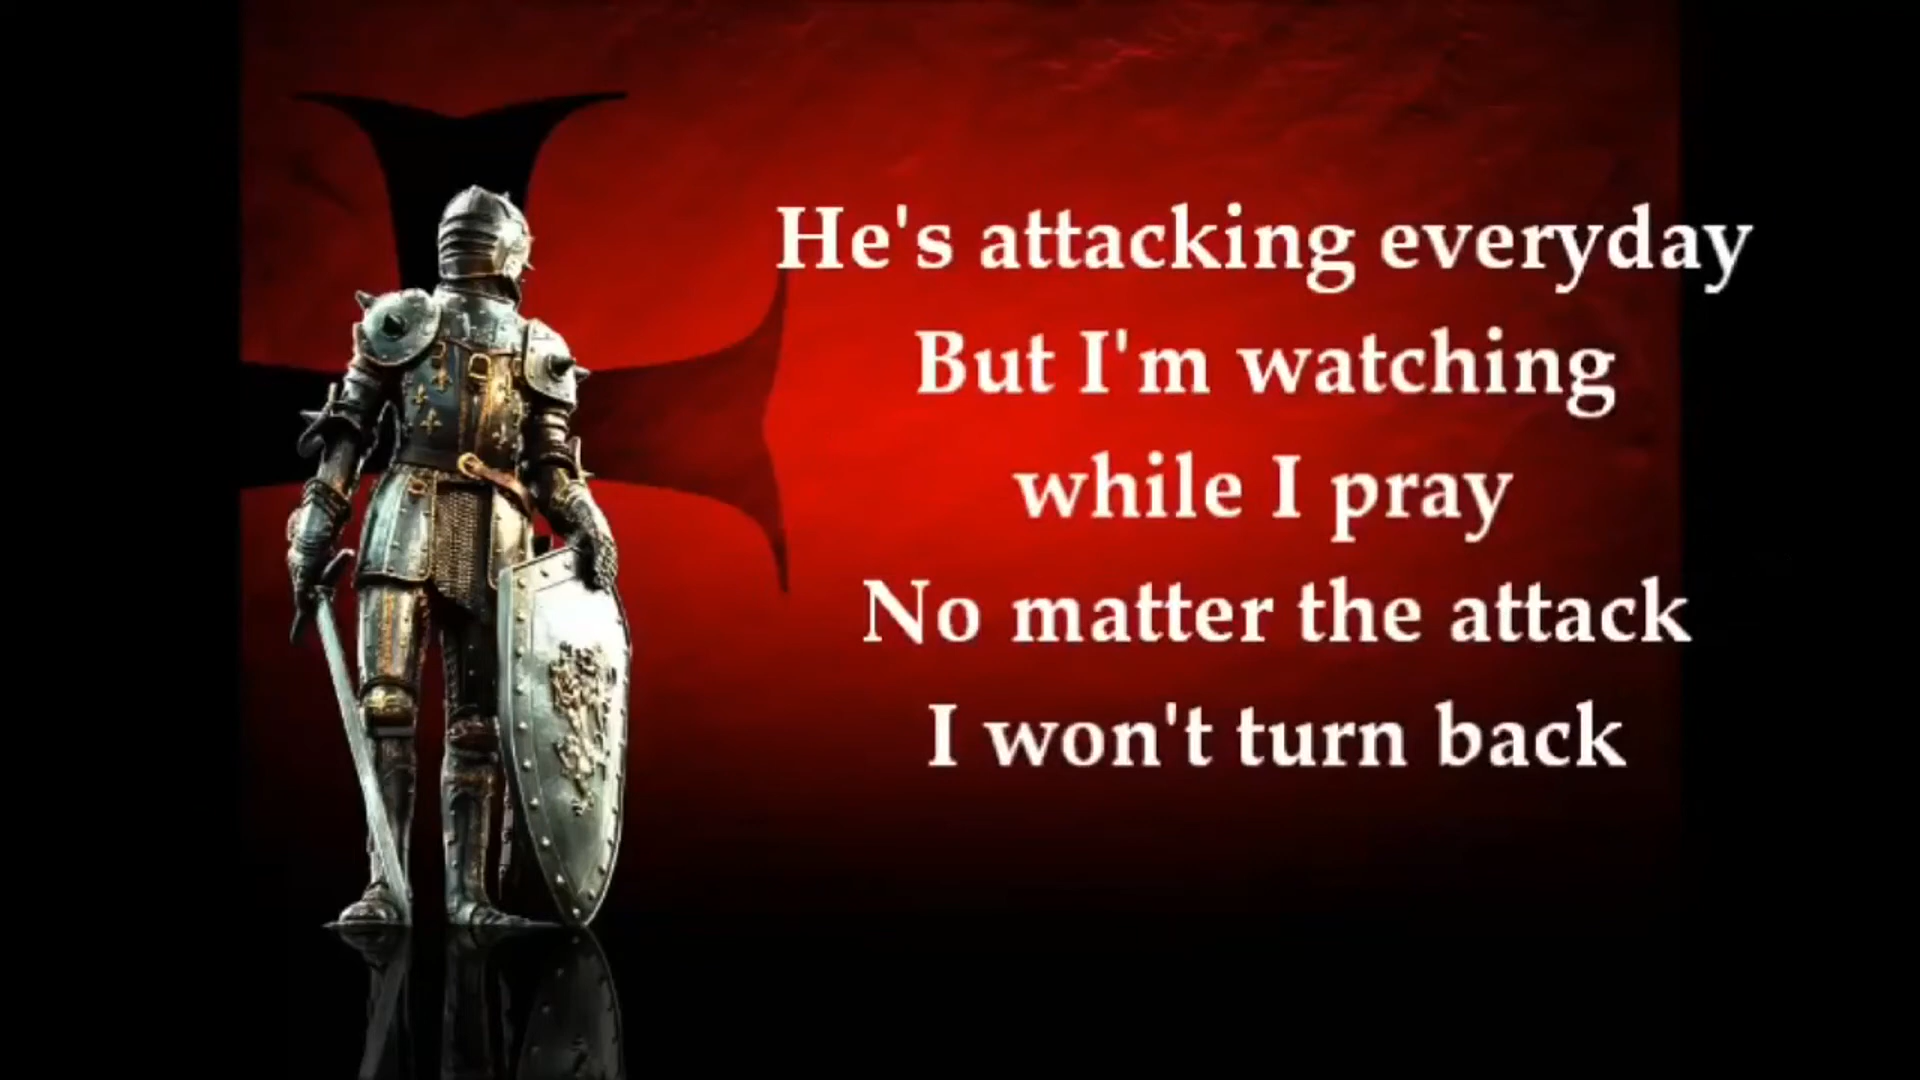 He's attacking everyday
But I'm watching
while I pray
No matter the attack
I won't turn back